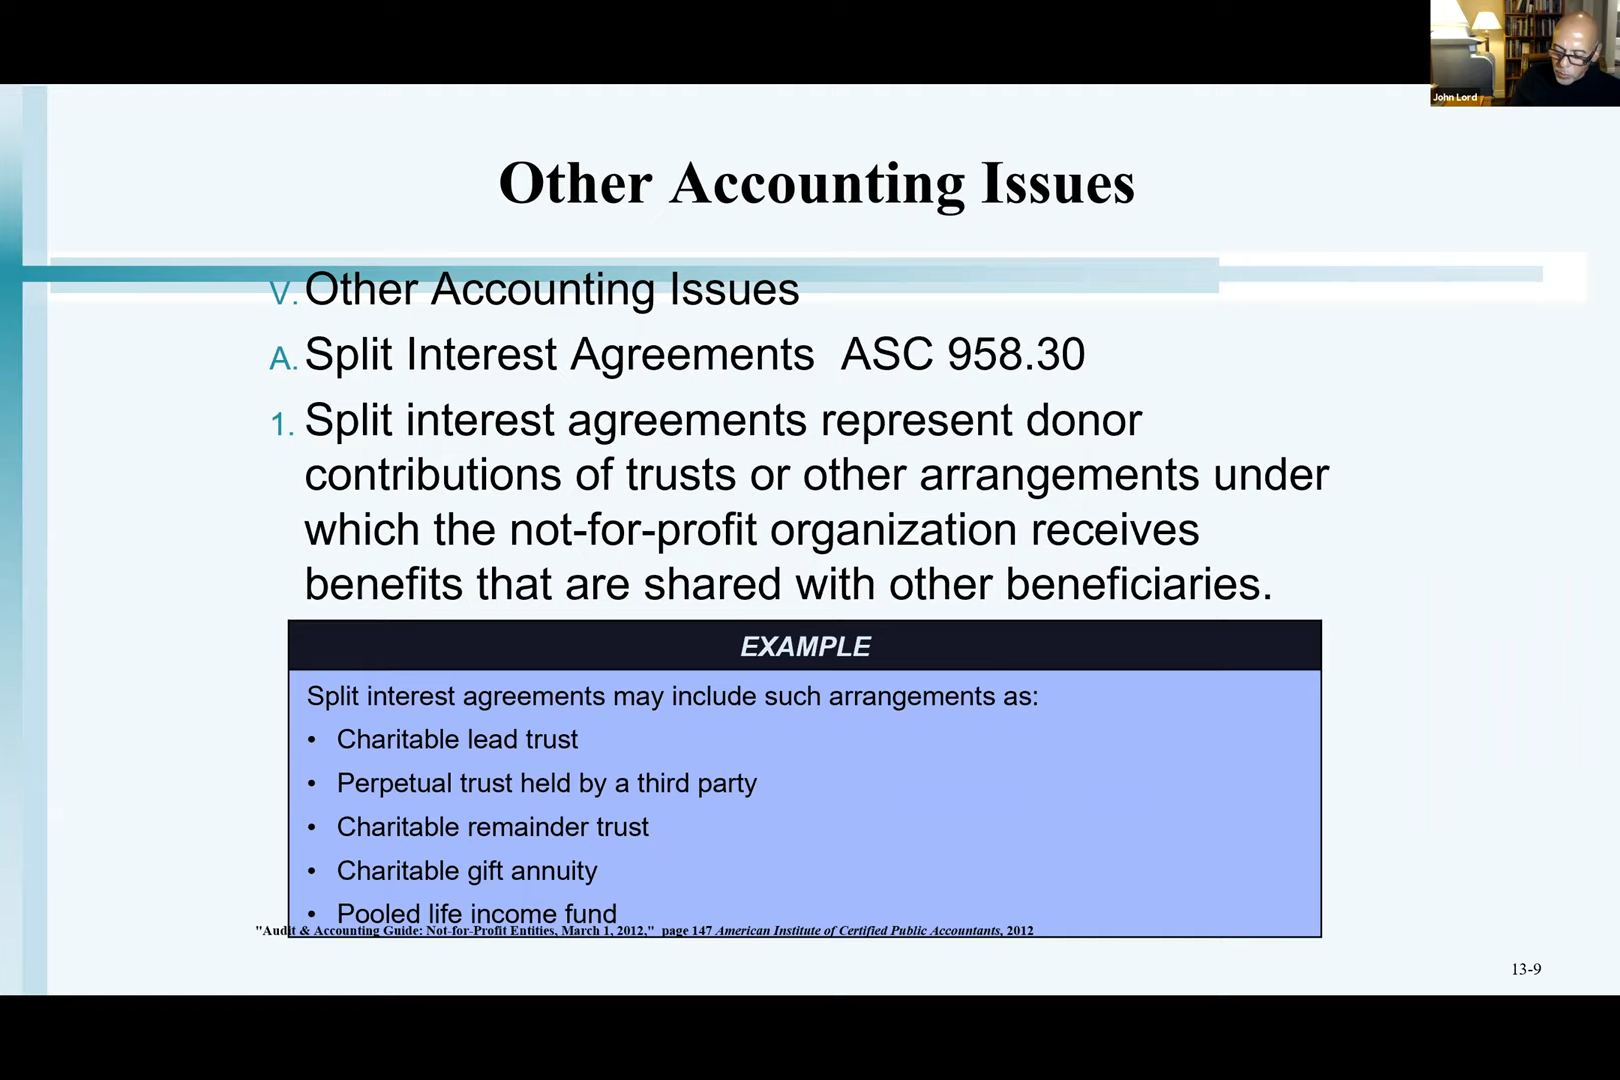 John Lord
Other Accounting Issues
V. Other Accounting Issues
A. Split Interest Agreements ASC 958.30
1. Split interest agreements represent donor
contributions of trusts or other arrangements under
which the not-for-profit organization receives
benefits that are shared with other beneficiaries.
EXAMPLE
Split interest agreements may include such arrangements as:
• Charitable lead trust
• Perpetual trust held by a third party
• Charitable remainder trust
• Charitable gift annuity
• Pooled life income fund
"Audit & Accounting Guide: Not-for-Profit Entities, March 1, 2012," page 147 American Institute of Certified Public Accountants, 2012
13-9